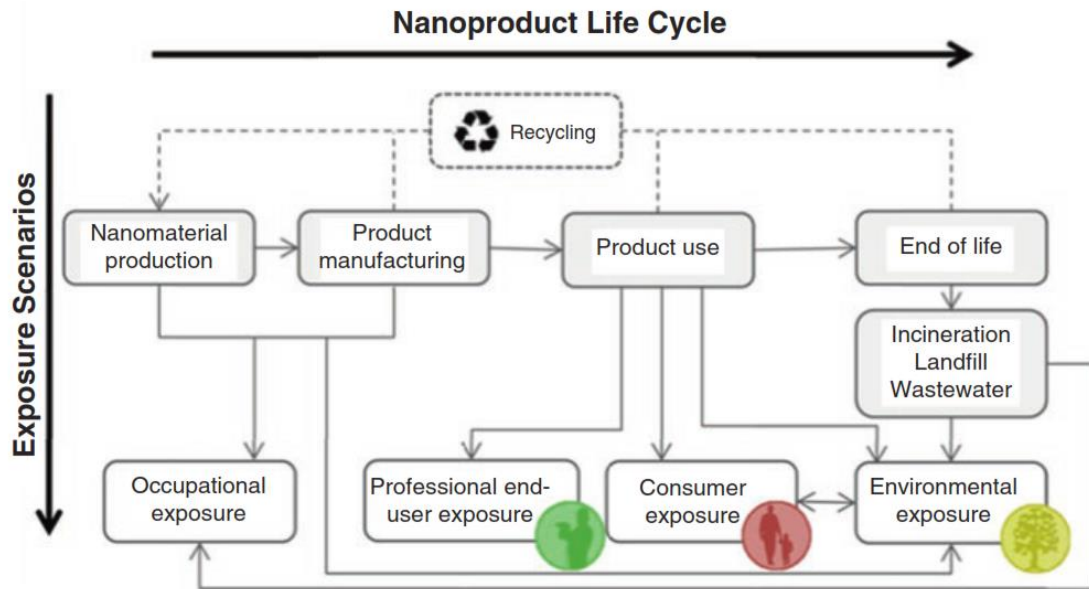 Nanoproduct Life Cycle
Exposure Scenarios
Recycling
Nanomaterial
production
Product
manufacturing
Product use
End of life
Incineration
Landfill
Wastewater
Occupational
exposure
Professional end-
user exposure
Consumer
exposure
Environmental
exposure